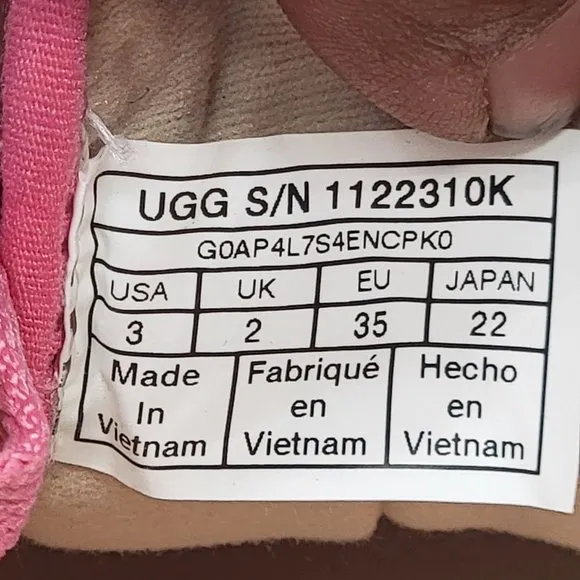 UGG S/N 1122310K
G0AP4L7S4ENCPK0
USA UK EU JAPAN
3 2 35 22
Made Fabriqué Hecho
In en en
Vietnam Vietnam Vietnam